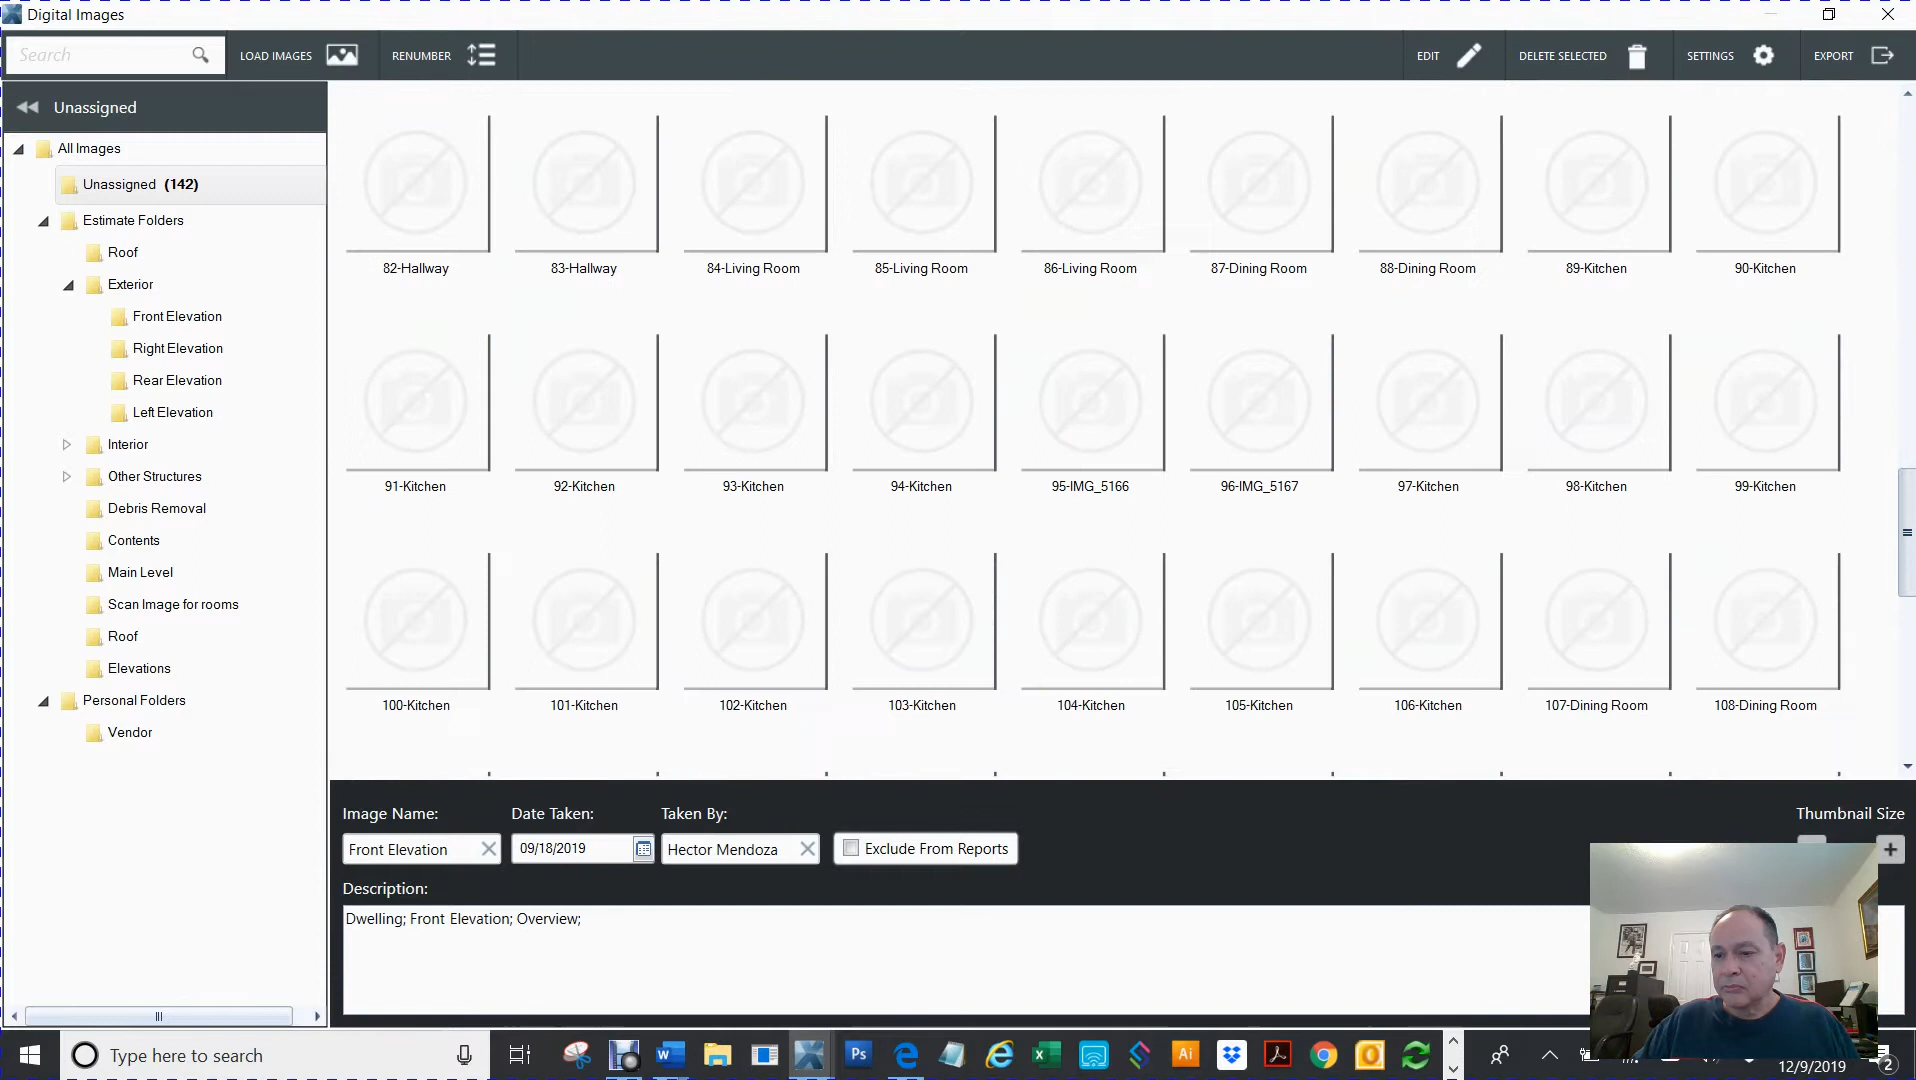 Digital Images
Search
LOAD IMAGES
RENUMBER
EDIT
DELETE SELECTED
SETTINGS
EXPORT
Unassigned
All Images
Unassigned (142)
Estimate Folders
Roof
Exterior
Front Elevation
Right Elevation
Rear Elevation
Left Elevation
Interior
Other Structures
Debris Removal
Contents
Main Level
Scan Image for rooms
Roof
Elevations
Personal Folders
Vendor
82-Hallway 83-Hallway 84-Living Room 85-Living Room 86-Living Room 87-Dining Room 88-Dining Room 89-Kitchen 90-Kitchen
91-Kitchen 92-Kitchen 93-Kitchen 94-Kitchen 95-IMG_5166 96-IMG_5167 97-Kitchen 98-Kitchen 99-Kitchen
100-Kitchen 101-Kitchen 102-Kitchen 103-Kitchen 104-Kitchen 105-Kitchen 106-Kitchen 107-Dining Room 108-Dining Room
Image Name: Date Taken: Taken By: Thumbnail Size
Front Elevation 09/18/2019 Hector Mendoza Exclude From Reports
Description:
Dwelling; Front Elevation; Overview;
Type here to search
Ps
Ai
12/9/2019
2